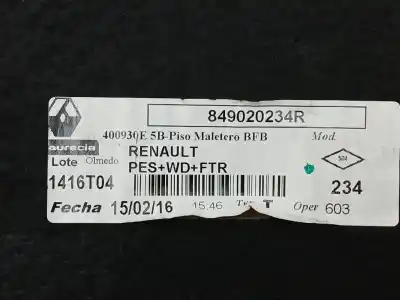 849020234R
400930E 5B-Piso Maletero BFB Mod.
aurecia
Lote Olmedo RENAULT
PES+WD+FTR
1416T04 234
Fecha 15/02/16 15:46 T Oper 603